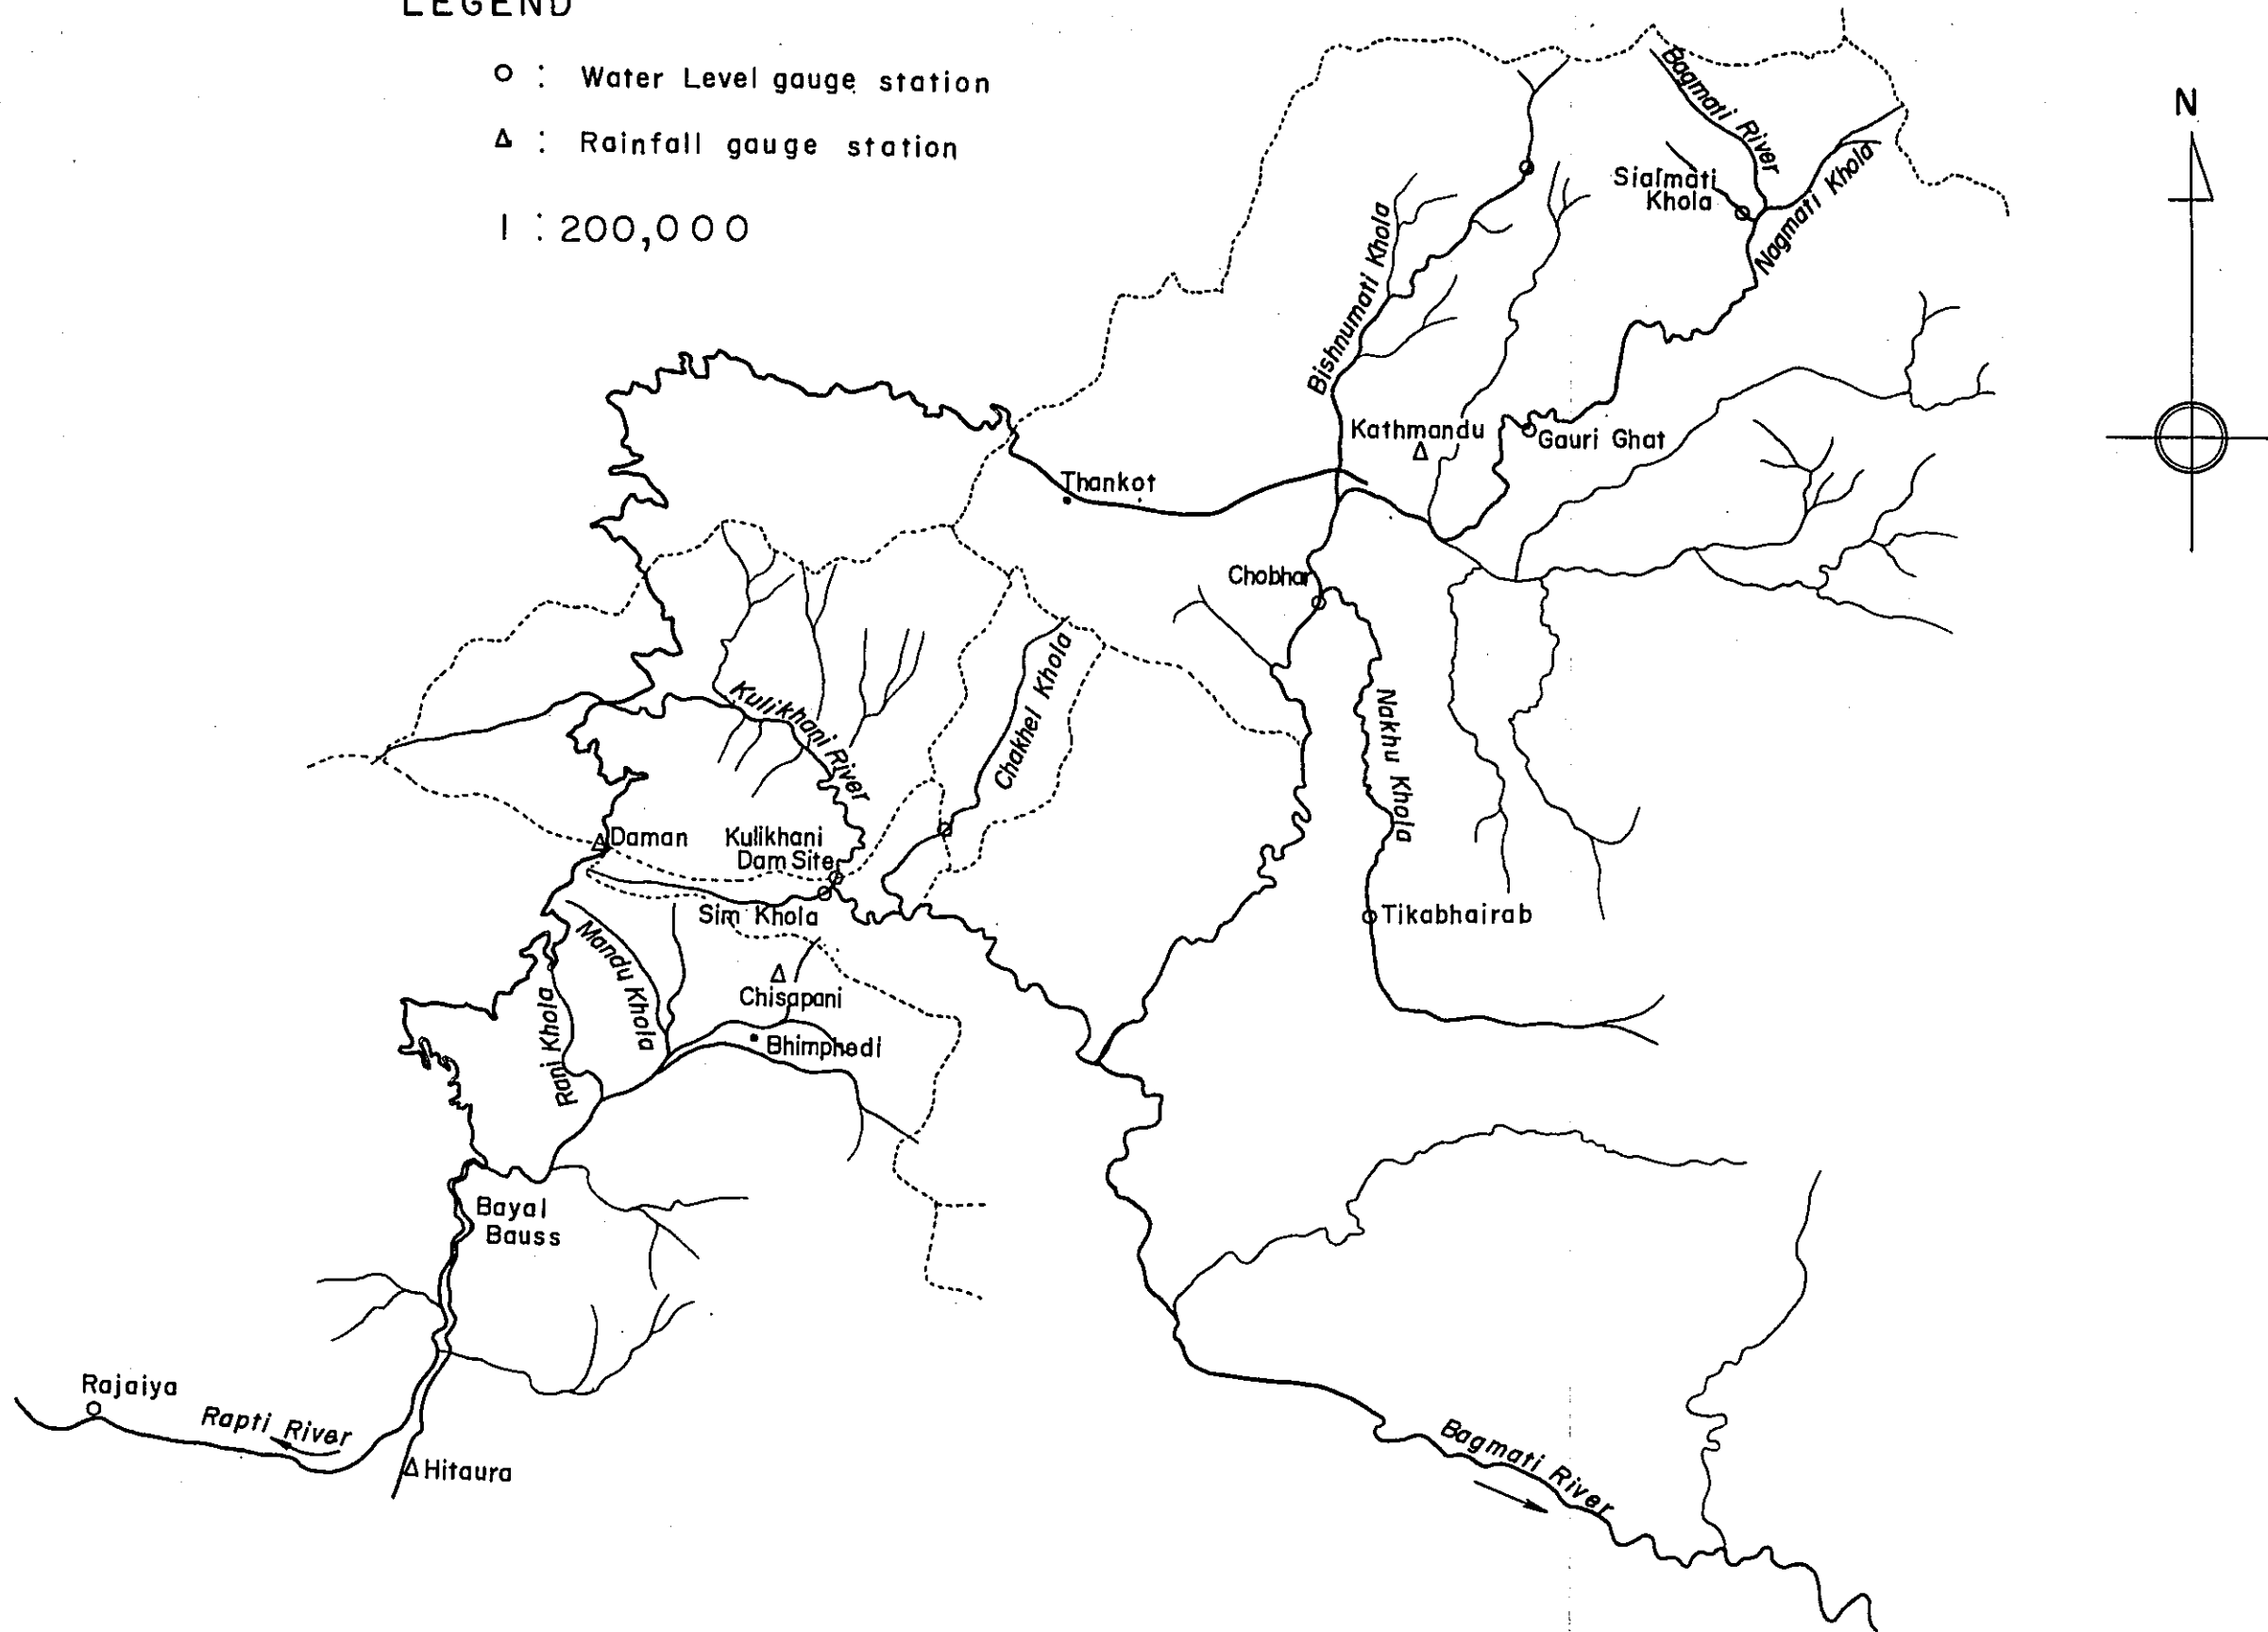 LEGEND
O : Water Level gauge station
Δ : Rainfall gauge station
1 : 200,000
N
Bagmati River
Sialmati
Khola
Nagmati Khola
Bishnumati Khola
Kathmandu
Gauri Ghat
Thankot
Chobhar
Kulikhani River
Chakhel Khola
Nakhu Khola
Daman
Kulikhani
Dam Site
Sim Khola
Tikabhairab
Mandu Khola
Chisapani
Rani Khola
Bhimphedi
Bayal
Bauss
Rajaiya
Rapti River
Hitaura
Bagmati River